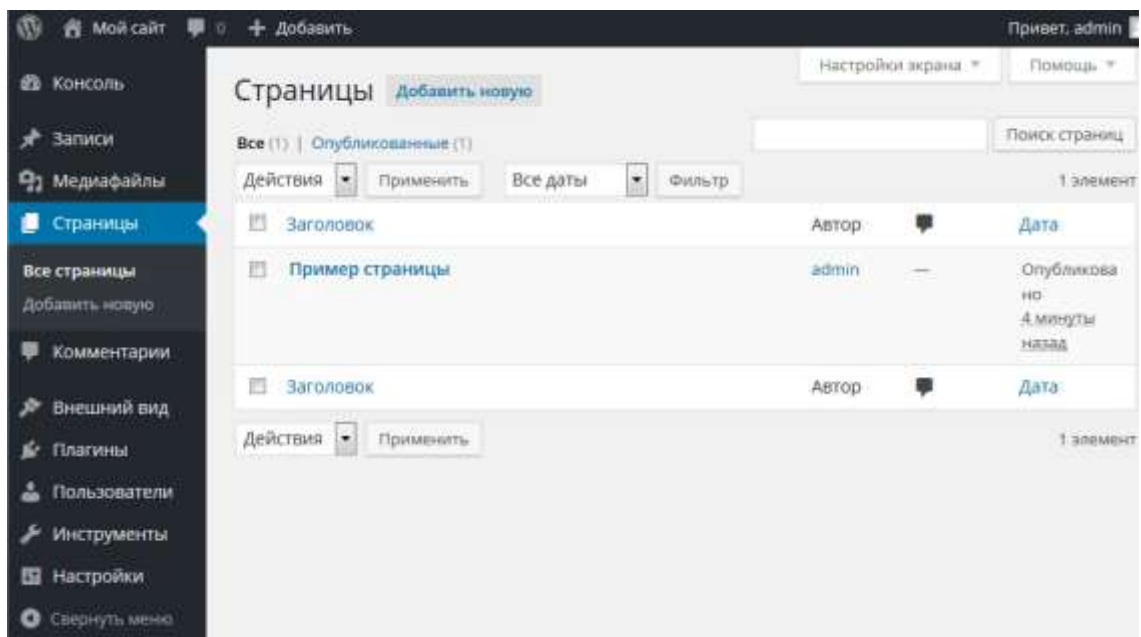 Мой сайт 0 Добавить Привет, admin
Консоль
Записи
Медиафайлы
Страницы
Все страницы
Добавить новую
Комментарии
Внешний вид
Плагины
Пользователи
Инструменты
Настройки
Свернуть меню
Настройки экрана Помощь
Страницы Добавить новую
Все (1) | Опубликованные (1) Поиск страниц
Действия Применить Все даты Фильтр 1 элемент
Заголовок Автор Дата
Пример страницы admin — Опубликова
но
4 минуты
назад
Заголовок Автор Дата
Действия Применить 1 элемент